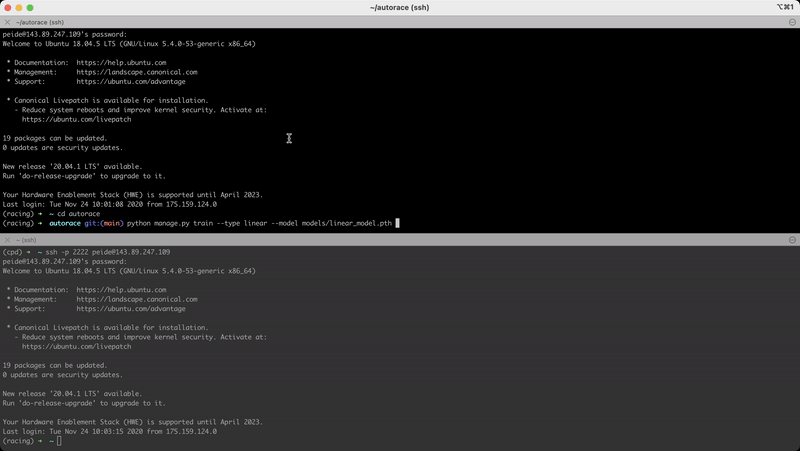 ~/autorace (ssh)
⌥⌘1
~/autorace (ssh)
peide@143.89.247.109's password:
Welcome to Ubuntu 18.04.5 LTS (GNU/Linux 5.4.0-53-generic x86_64)
* Documentation:  https://help.ubuntu.com
* Management:     https://landscape.canonical.com
* Support:        https://ubuntu.com/advantage
* Canonical Livepatch is available for installation.
- Reduce system reboots and improve kernel security. Activate at:
https://ubuntu.com/livepatch
19 packages can be updated.
0 updates are security updates.
New release '20.04.1 LTS' available.
Run 'do-release-upgrade' to upgrade to it.
Your Hardware Enablement Stack (HWE) is supported until April 2023.
Last login: Tue Nov 24 10:01:08 2020 from 175.159.124.0
(racing) ➜  ~ cd autorace
(racing) ➜  autorace git:(main) python manage.py train --type linear --model models/linear_model.pth
~ (ssh)
(cpd) ➜  ~ ssh -p 2222 peide@143.89.247.109
peide@143.89.247.109's password:
Welcome to Ubuntu 18.04.5 LTS (GNU/Linux 5.4.0-53-generic x86_64)
* Documentation:  https://help.ubuntu.com
* Management:     https://landscape.canonical.com
* Support:        https://ubuntu.com/advantage
* Canonical Livepatch is available for installation.
- Reduce system reboots and improve kernel security. Activate at:
https://ubuntu.com/livepatch
19 packages can be updated.
0 updates are security updates.
New release '20.04.1 LTS' available.
Run 'do-release-upgrade' to upgrade to it.
Your Hardware Enablement Stack (HWE) is supported until April 2023.
Last login: Tue Nov 24 10:03:15 2020 from 175.159.124.0
(racing) ➜  ~